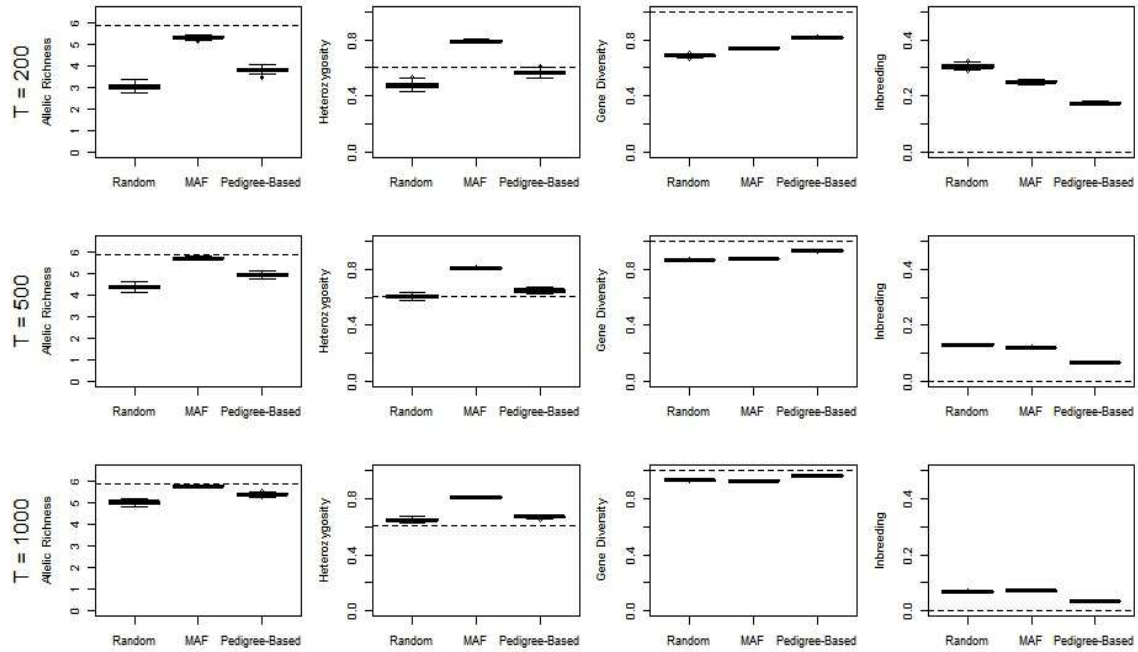 T = 200
Allelic Richness
0 1 2 3 4 5 6
Random MAF Pedigree-Based
Heterozygosity
0.0 0.4 0.8
Random MAF Pedigree-Based
Gene Diversity
0.0 0.4 0.8
Random MAF Pedigree-Based
Inbreeding
0.0 0.2 0.4
Random MAF Pedigree-Based
T = 500
Allelic Richness
0 1 2 3 4 5 6
Random MAF Pedigree-Based
Heterozygosity
0.0 0.4 0.8
Random MAF Pedigree-Based
Gene Diversity
0.0 0.4 0.8
Random MAF Pedigree-Based
Inbreeding
0.0 0.2 0.4
Random MAF Pedigree-Based
T = 1000
Allelic Richness
0 1 2 3 4 5 6
Random MAF Pedigree-Based
Heterozygosity
0.0 0.4 0.8
Random MAF Pedigree-Based
Gene Diversity
0.0 0.4 0.8
Random MAF Pedigree-Based
Inbreeding
0.0 0.2 0.4
Random MAF Pedigree-Based